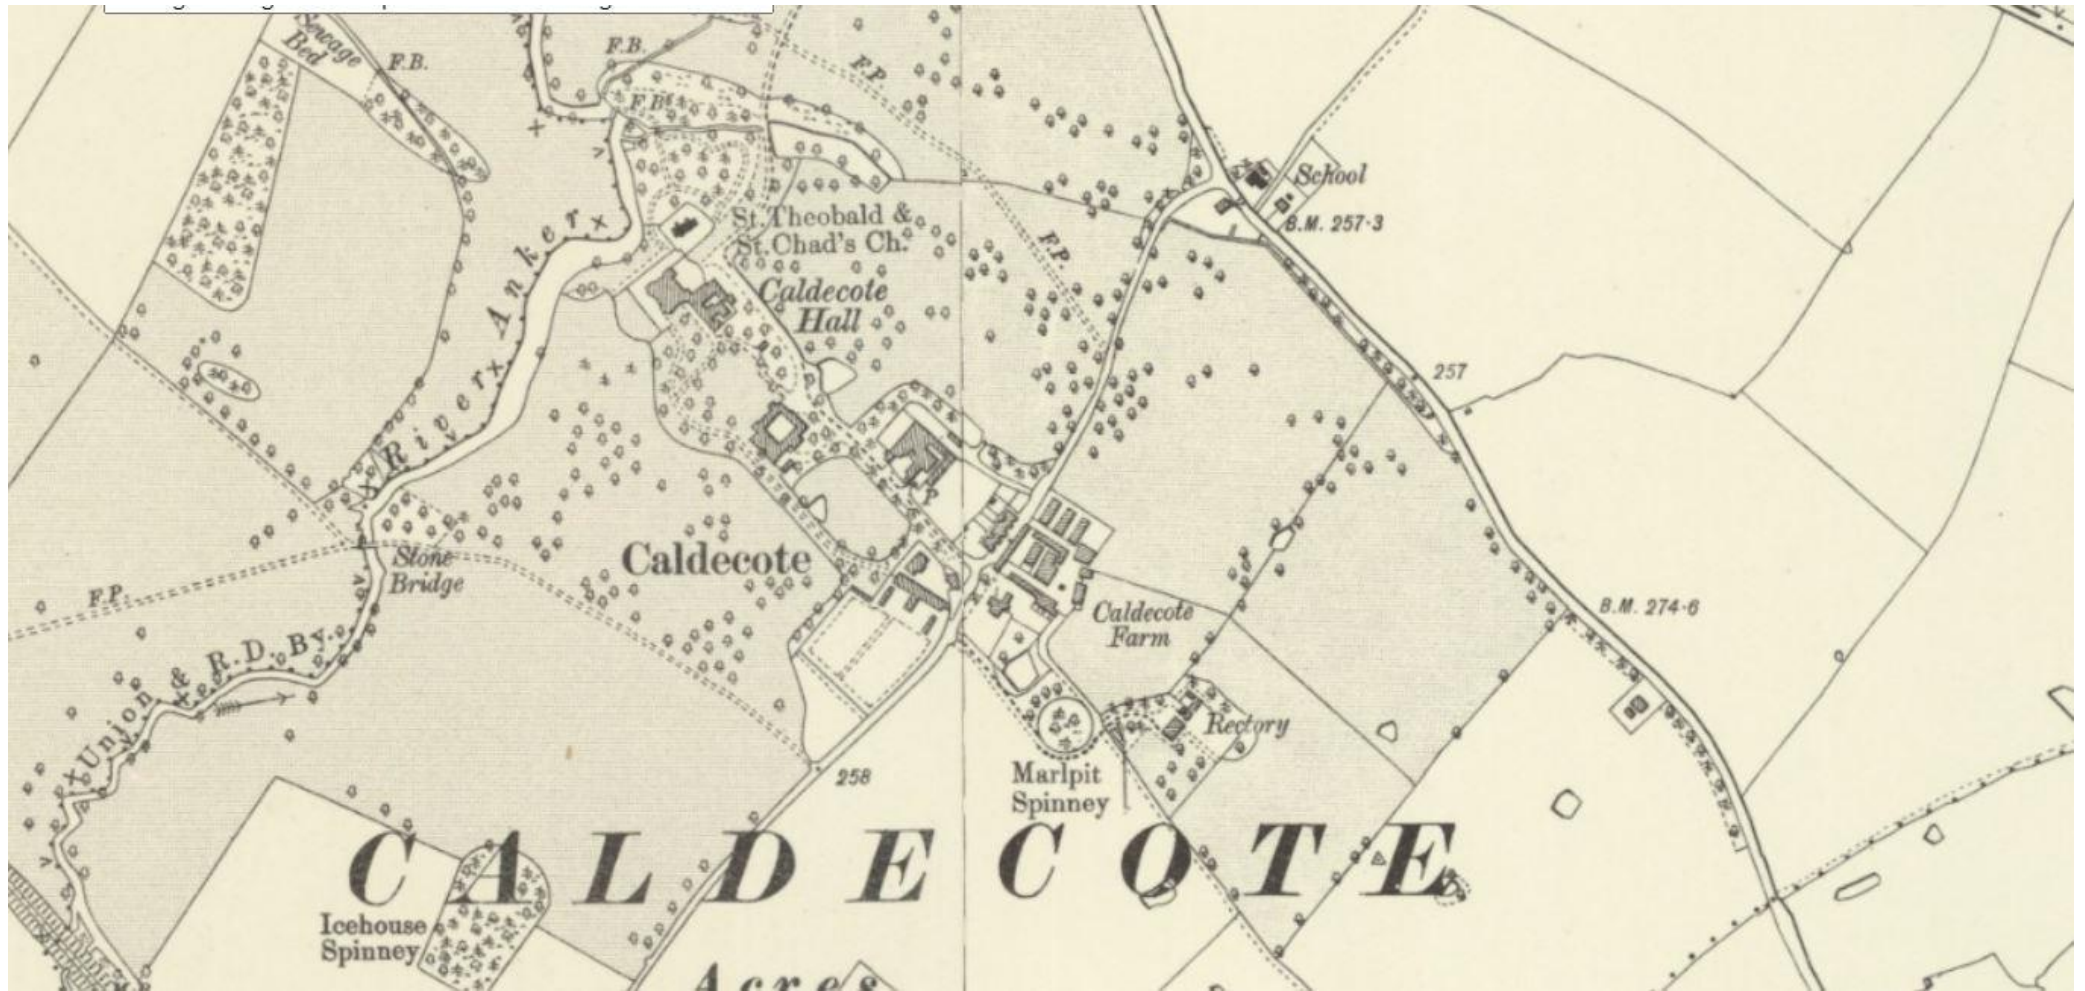 Sewage
Bed
F.B.
F.B.
F.B.
F.P.
School
B.M. 257·3
St. Theobald &
St. Chad's Ch.
F.P.
River Anker
Caldecote
Hall
257
Stone
Bridge
Caldecote
F.P.
Caldecote
Farm
B.M. 274·6
Union & R.D. By.
Rectory
Marlpit
Spinney
258
CALDECOTE
Icehouse
Spinney
Acres